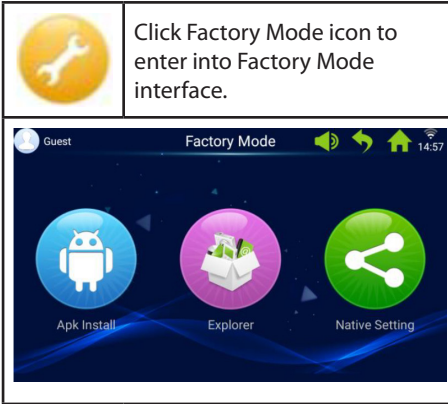 Click Factory Mode icon to
enter into Factory Mode
interface.
Guest Factory Mode 14:57
Apk Install Explorer Native Setting